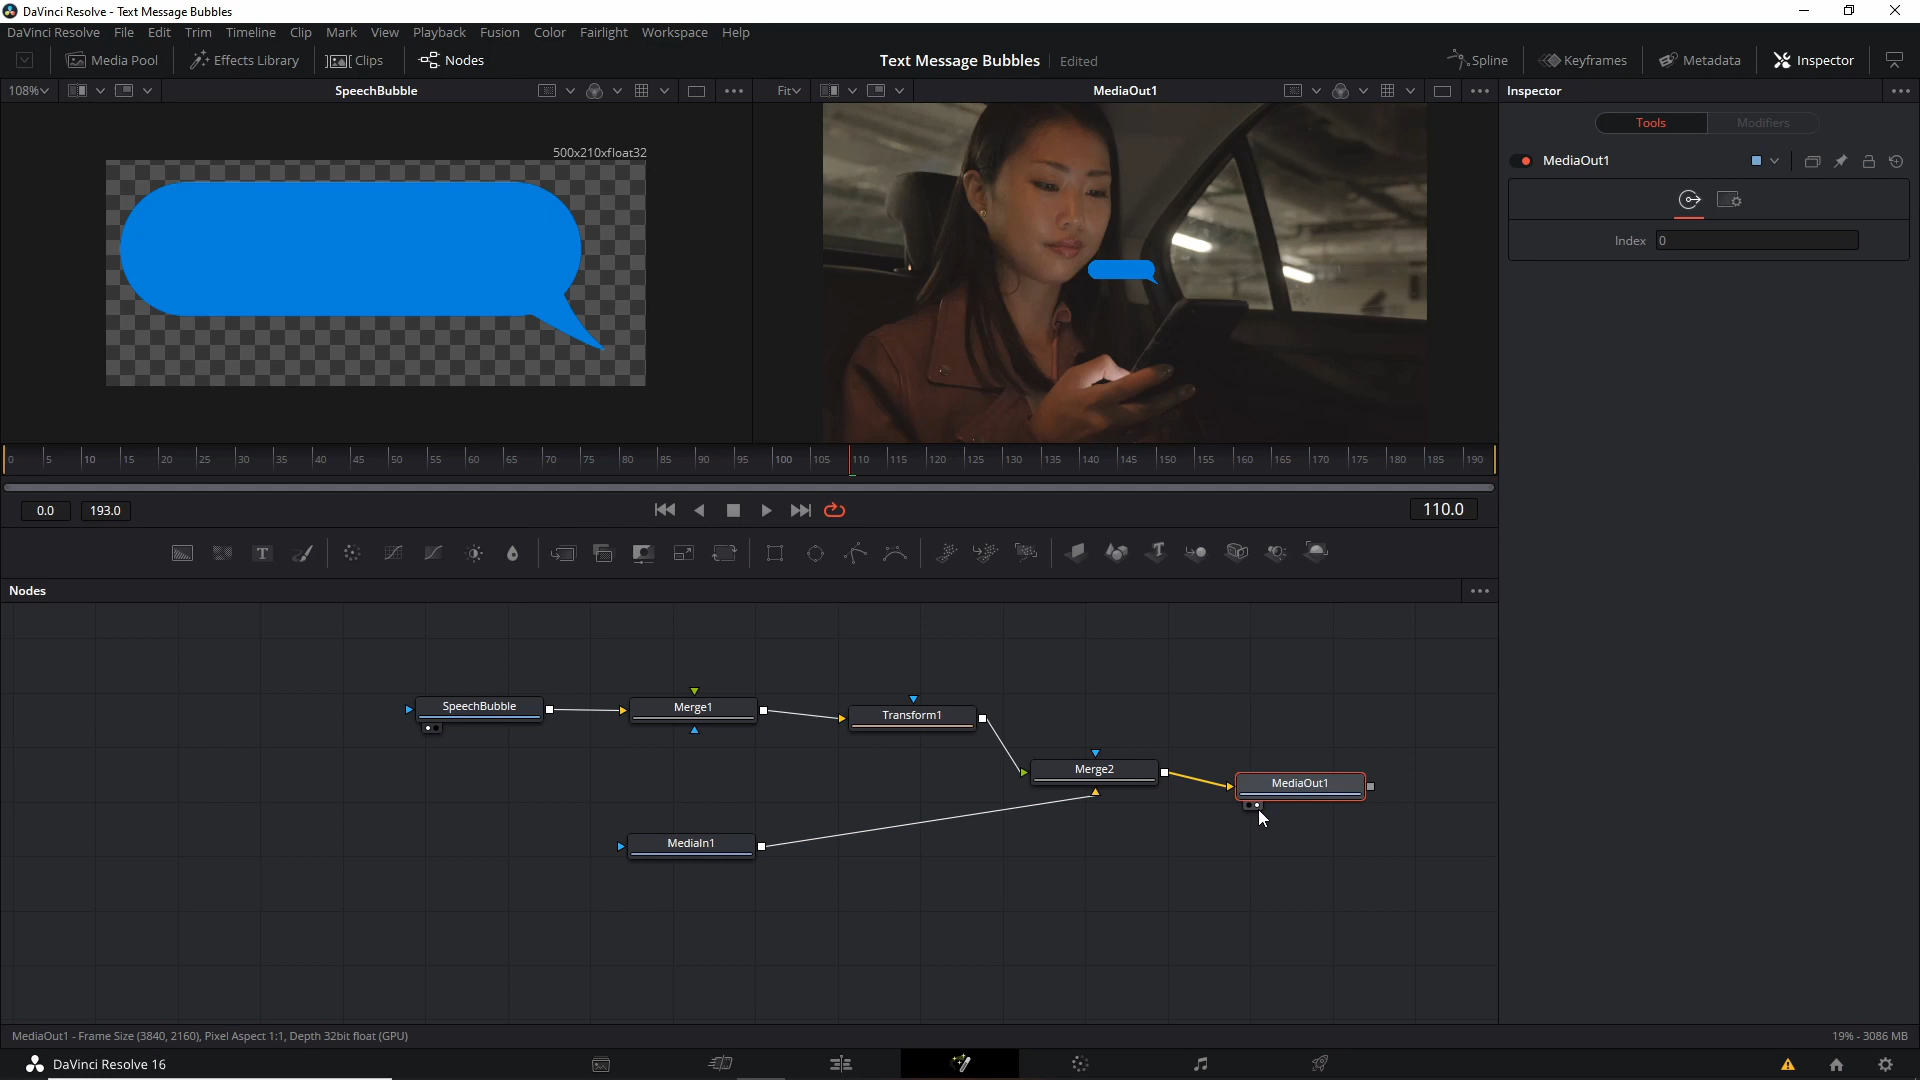 DaVinci Resolve - Text Message Bubbles
DaVinci Resolve File Edit Trim Timeline Clip Mark View Playback Fusion Color Fairlight Workspace Help
Media Pool Effects Library Clips Nodes Text Message Bubbles Edited Spline Keyframes Metadata Inspector
108% SpeechBubble Fit MediaOut1 Inspector
Tools Modifiers
500x210xfloat32
MediaOut1
Index 0
0 5 10 15 20 25 30 35 40 45 50 55 60 65 70 75 80 85 90 95 100 105 110 115 120 125 130 135 140 145 150 155 160 165 170 175 180 185 190
0.0 193.0 110.0
T T
Nodes
SpeechBubble Merge1 Transform1
Merge2 MediaOut1
MediaIn1
MediaOut1 - Frame Size (3840, 2160), Pixel Aspect 1:1, Depth 32bit float (GPU) 19% - 3086 MB
DaVinci Resolve 16